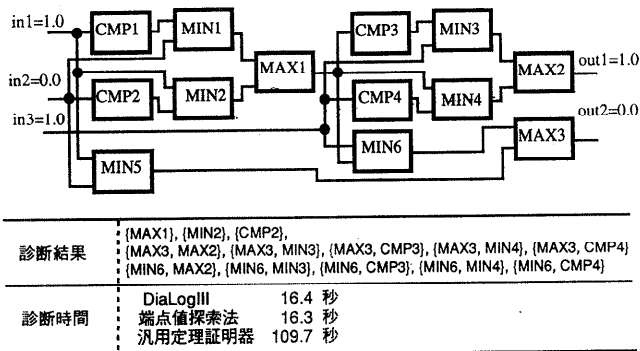 in1=1.0
CMP1
MIN1
CMP3
MIN3
MAX1
out1=1.0
MAX2
in2=0.0
CMP2
MIN2
CMP4
MIN4
out2=0.0
in3=1.0
MAX3
MIN6
MIN5
診断結果
{MAX1}, {MIN2}, {CMP2},
{MAX3, MAX2}, {MAX3, MIN3}, {MAX3, CMP3}, {MAX3, MIN4}, {MAX3, CMP4}
{MIN6, MAX2}, {MIN6, MIN3}, {MIN6, CMP3}, {MIN6, MIN4}, {MIN6, CMP4}
診断時間
DiaLogIII 16.4 秒
端点値探索法 16.3 秒
汎用定理証明器 109.7 秒